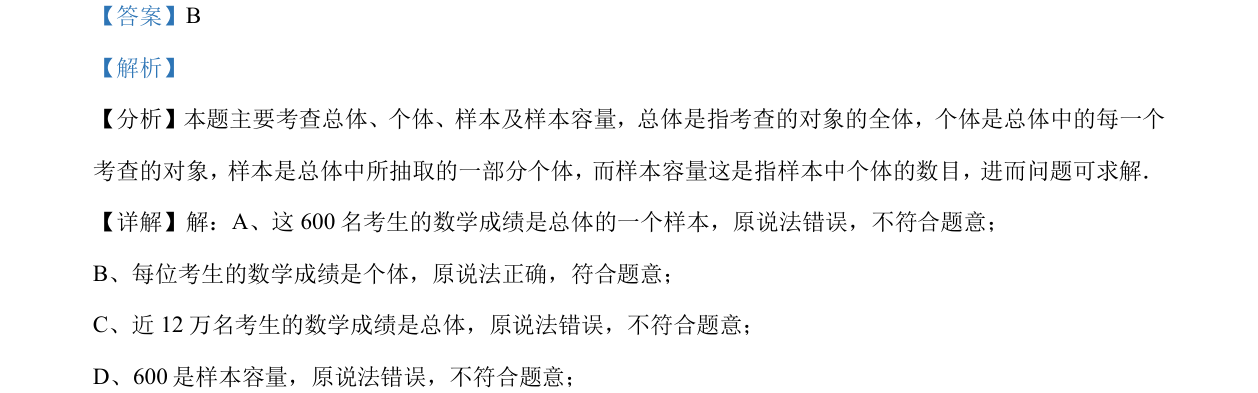 【答案】B
【解析】
【分析】本题主要考查总体、个体、样本及样本容量，总体是指考查的对象的全体，个体是总体中的每一个
考查的对象，样本是总体中所抽取的一部分个体，而样本容量这是指样本中个体的数目，进而问题可求解．
【详解】解：A、这 600 名考生的数学成绩是总体的一个样本，原说法错误，不符合题意；
B、每位考生的数学成绩是个体，原说法正确，符合题意；
C、近 12 万名考生的数学成绩是总体，原说法错误，不符合题意；
D、600 是样本容量，原说法错误，不符合题意；